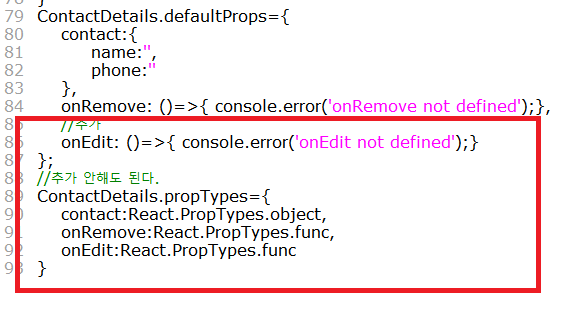 79 ContactDetails.defaultProps={
80 contact:{
81 name:'',
82 phone:''
83 },
84 onRemove: ()=>{ console.error('onRemove not defined');},
85 //추가
86 onEdit: ()=>{ console.error('onEdit not defined');}
87 };
88 //추가 안해도 된다.
89 ContactDetails.propTypes={
90 contact:React.PropTypes.object,
91 onRemove:React.PropTypes.func,
92 onEdit:React.PropTypes.func
93 }